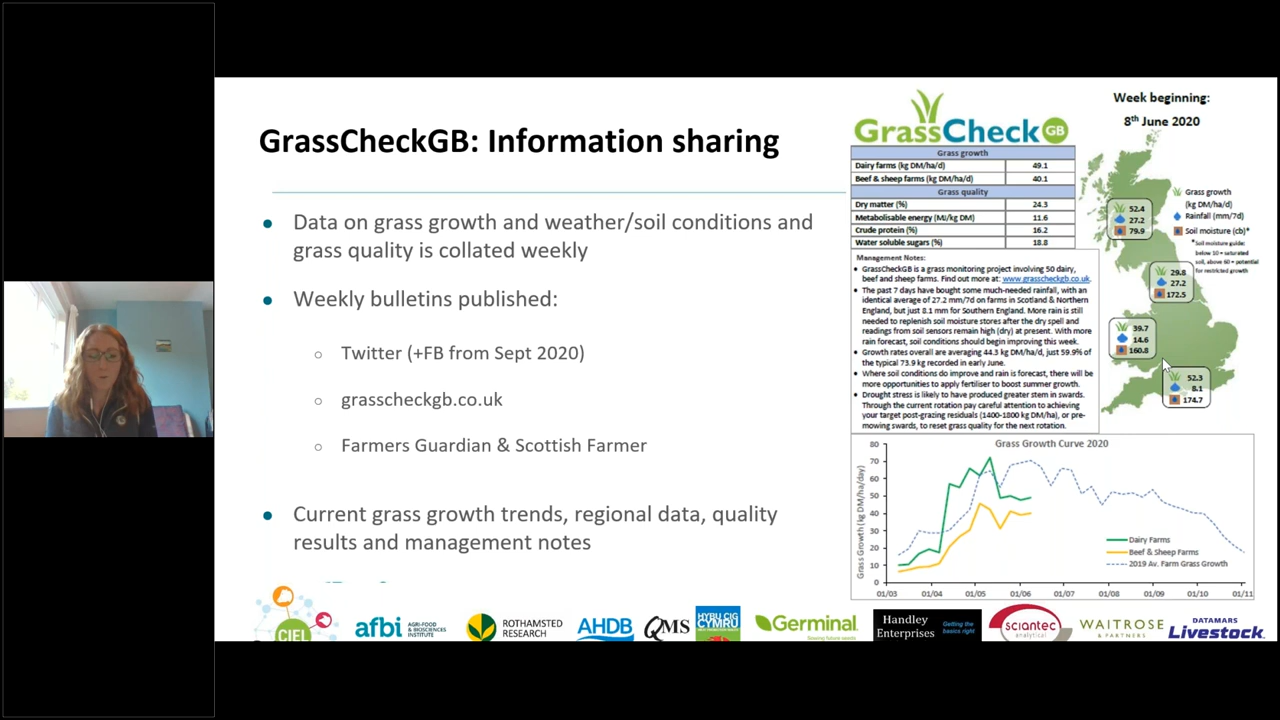 GrassCheckGB: Information sharing
Data on grass growth and weather/soil conditions and
grass quality is collated weekly
Weekly bulletins published:
Twitter (+FB from Sept 2020)
grasscheckgb.co.uk
Farmers Guardian & Scottish Farmer
Current grass growth trends, regional data, quality
results and management notes
GrassCheck GB
Week beginning:
8th June 2020
Grass growth
Dairy farms (kg DM/ha/d) 49.1
Beef & sheep farms (kg DM/ha/d) 40.1
Grass quality
Dry matter (%) 24.3
Metabolisable energy (MJ/kg DM) 11.6
Crude protein (%) 16.2
Water soluble sugars (%) 18.8
Management Notes:
GrassCheckGB is a grass monitoring project involving 50 dairy,
beef and sheep farms. Find out more at: www.grasscheckgb.co.uk.
The past 7 days have bought some much-needed rainfall, with an
identical average of 27.2 mm/7d on farms in Scotland & Northern
England, but just 8.1 mm for Southern England. More rain is still
needed to replenish soil moisture stores after the dry spell and
readings from soil sensors remain high (dry) at present. With more
rain forecast, soil conditions should begin improving this week.
Growth rates overall are averaging 44.3 kg DM/ha/d, just 59.9% of
the typical 73.9 kg recorded in early June.
Where soil conditions do improve and rain is forecast, there will be
more opportunities to apply fertiliser to boost summer growth.
Drought stress is likely to have produced greater stem in swards.
Through the current rotation pay careful attention to achieving
your target post-grazing residuals (1400-1800 kg DM/ha), or pre-
mowing swards, to reset grass quality for the next rotation.
Grass growth
(kg DM/ha/d)
Rainfall (mm/7d)
Soil moisture (cb)*
*Soil moisture guide:
below 10 = saturated
soil, above 60 = potential
for restricted growth
52.4
27.2
79.9
29.8
27.2
172.5
39.7
14.6
160.8
52.3
8.1
174.7
Grass Growth Curve 2020
Grass Growth (kg DM/ha/day)
80
70
60
50
40
30
20
10
0
01/03 01/04 01/05 01/06 01/07 01/08 01/09 01/10 01/11
Dairy Farms
Beef & Sheep Farms
2019 Av. Farm Grass Growth
CIEL
afbi AGRI-FOOD & BIOSCIENCES INSTITUTE
ROTHAMSTED
RESEARCH
AHDB
QMS
HYBU CIG
CYMRU
Germinal
Handley
Enterprises
Getting the
basics right
sciantec
analytical
WAITROSE
& PARTNERS
DATAMARS
Livestock